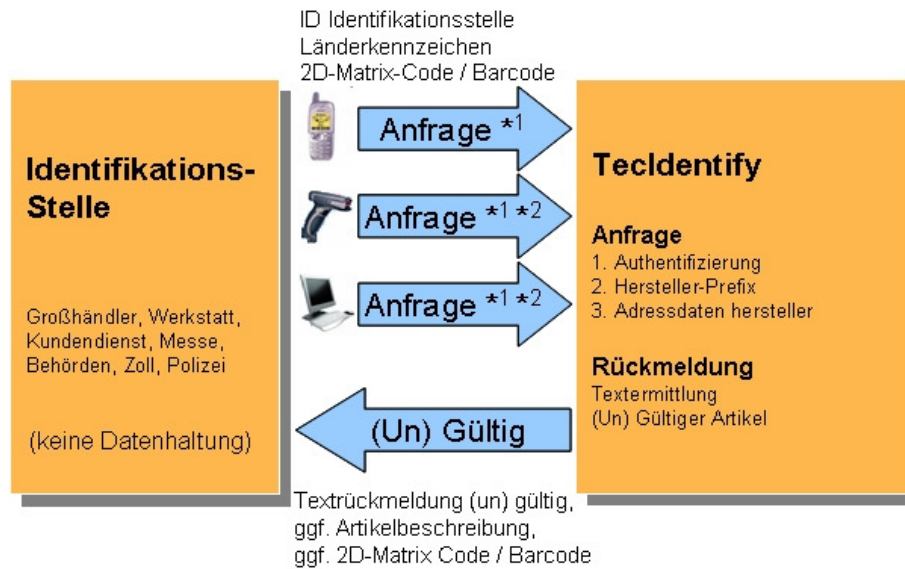 ID Identifikationsstelle
Länderkennzeichen
2D-Matrix-Code / Barcode
Identifikations-
Stelle
Großhändler, Werkstatt,
Kundendienst, Messe,
Behörden, Zoll, Polizei
(keine Datenhaltung)
Anfrage *1
Anfrage *1 *2
Anfrage *1 *2
(Un) Gültig
TecIdentify
Anfrage
1. Authentifizierung
2. Hersteller-Prefix
3. Adressdaten hersteller
Rückmeldung
Textermittlung
(Un) Gültiger Artikel
Textrückmeldung (un) gültig,
ggf. Artikelbeschreibung,
ggf. 2D-Matrix Code / Barcode